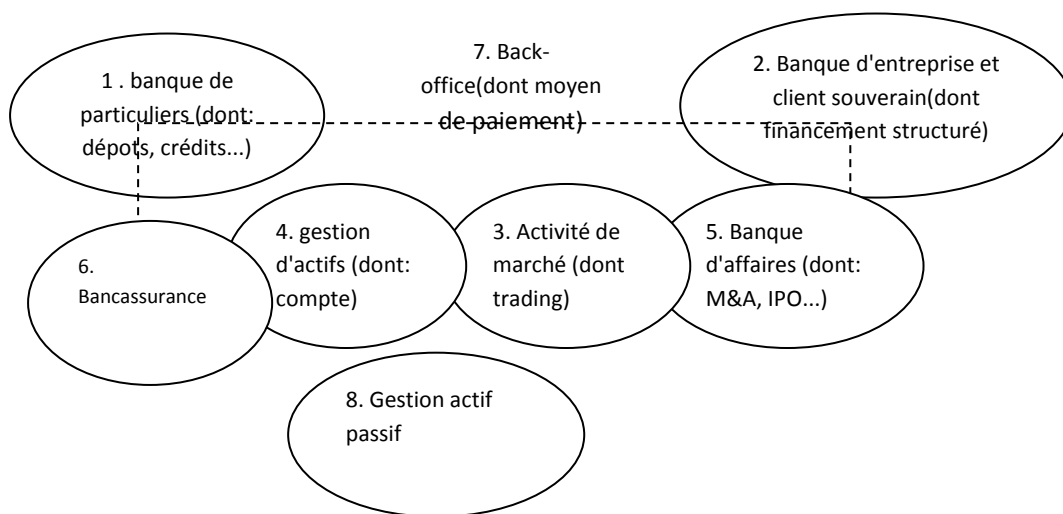 1 . banque de
particuliers (dont:
dépots, crédits...)
7. Back-
office(dont moyen
de paiement)
2. Banque d'entreprise et
client souverain(dont
financement structuré)
6.
Bancassurance
4. gestion
d'actifs (dont:
compte)
3. Activité de
marché (dont
trading)
5. Banque
d'affaires (dont:
M&A, IPO...)
8. Gestion actif
passif